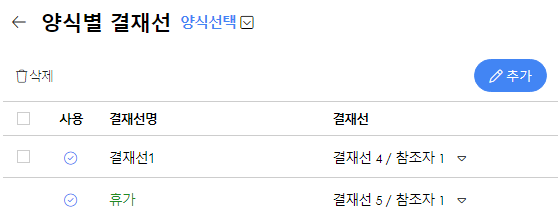 양식별 결재선 양식선택
삭제 추가
사용 결재선명 결재선
결재선1 결재선 4 / 참조자 1
휴가 결재선 5 / 참조자 1